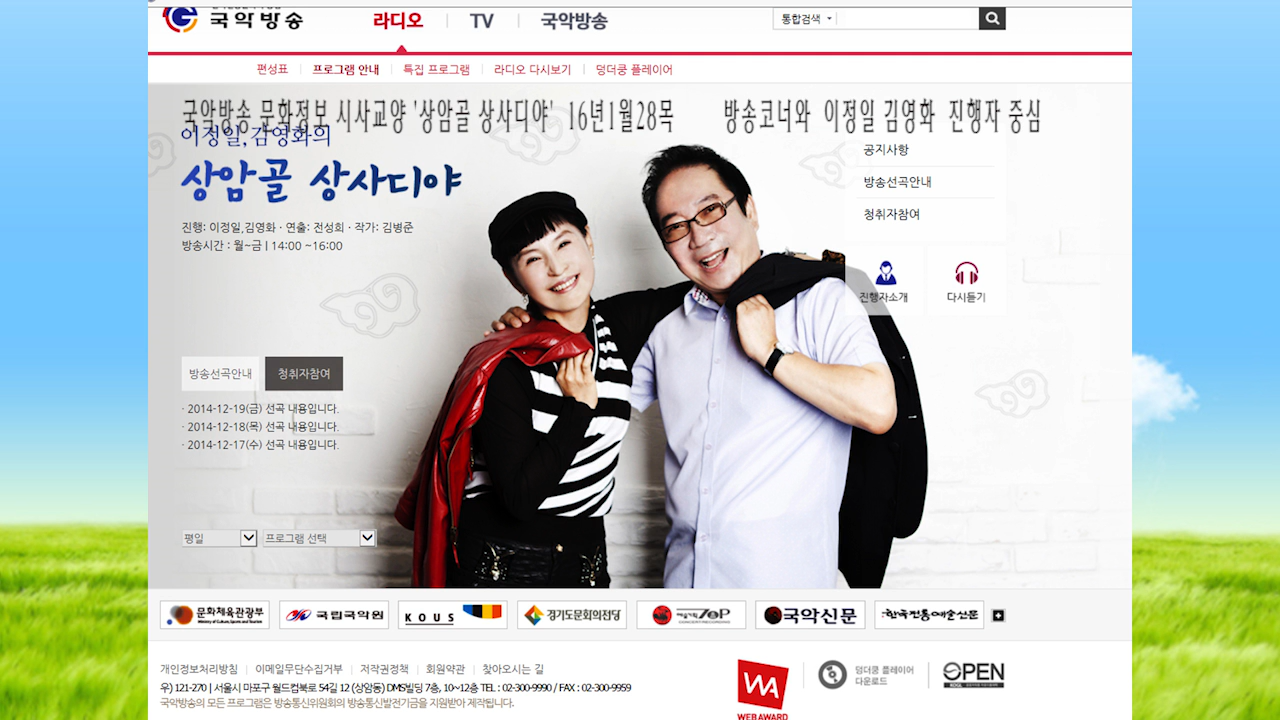 국악방송
라디오 | TV | 국악방송
통합검색
편성표 | 프로그램 안내 | 특집 프로그램 | 라디오 다시보기 | 덩더쿵 플레이어
국악방송 문화정보 시사교양 '상암골 상사디야' 16년1월28목 방송코너와 이정일 김영화 진행자 중심
이정일,김영화의
상암골 상사디야
진행: 이정일,김영화 · 연출: 전성희 · 작가: 김병준
방송시간 : 월~금 | 14:00 ~16:00
공지사항
방송선곡안내
청취자참여
진행자소개
다시듣기
방송선곡안내
청취자참여
· 2014-12-19(금) 선곡 내용입니다.
· 2014-12-18(목) 선곡 내용입니다.
· 2014-12-17(수) 선곡 내용입니다.
평일
프로그램 선택
문화체육관광부
Ministry of Culture, Sports and Tourism
국립국악원
KOUS
경기도문화의전당
TOP
국악신문
한국전통예술신문
개인정보처리방침 | 이메일무단수집거부 | 저작권정책 | 회원약관 | 찾아오시는 길
우) 121-270 | 서울시 마포구 월드컵북로 54길 12 (상암동) DMS빌딩 7층, 10~12층 TEL : 02-300-9990 / FAX : 02-300-9959
국악방송의 모든 프로그램은 방송통신위원회의 방송통신발전기금을 지원받아 제작됩니다.
WA
WEB AWARD
덩더쿵 플레이어
다운로드
OPEN